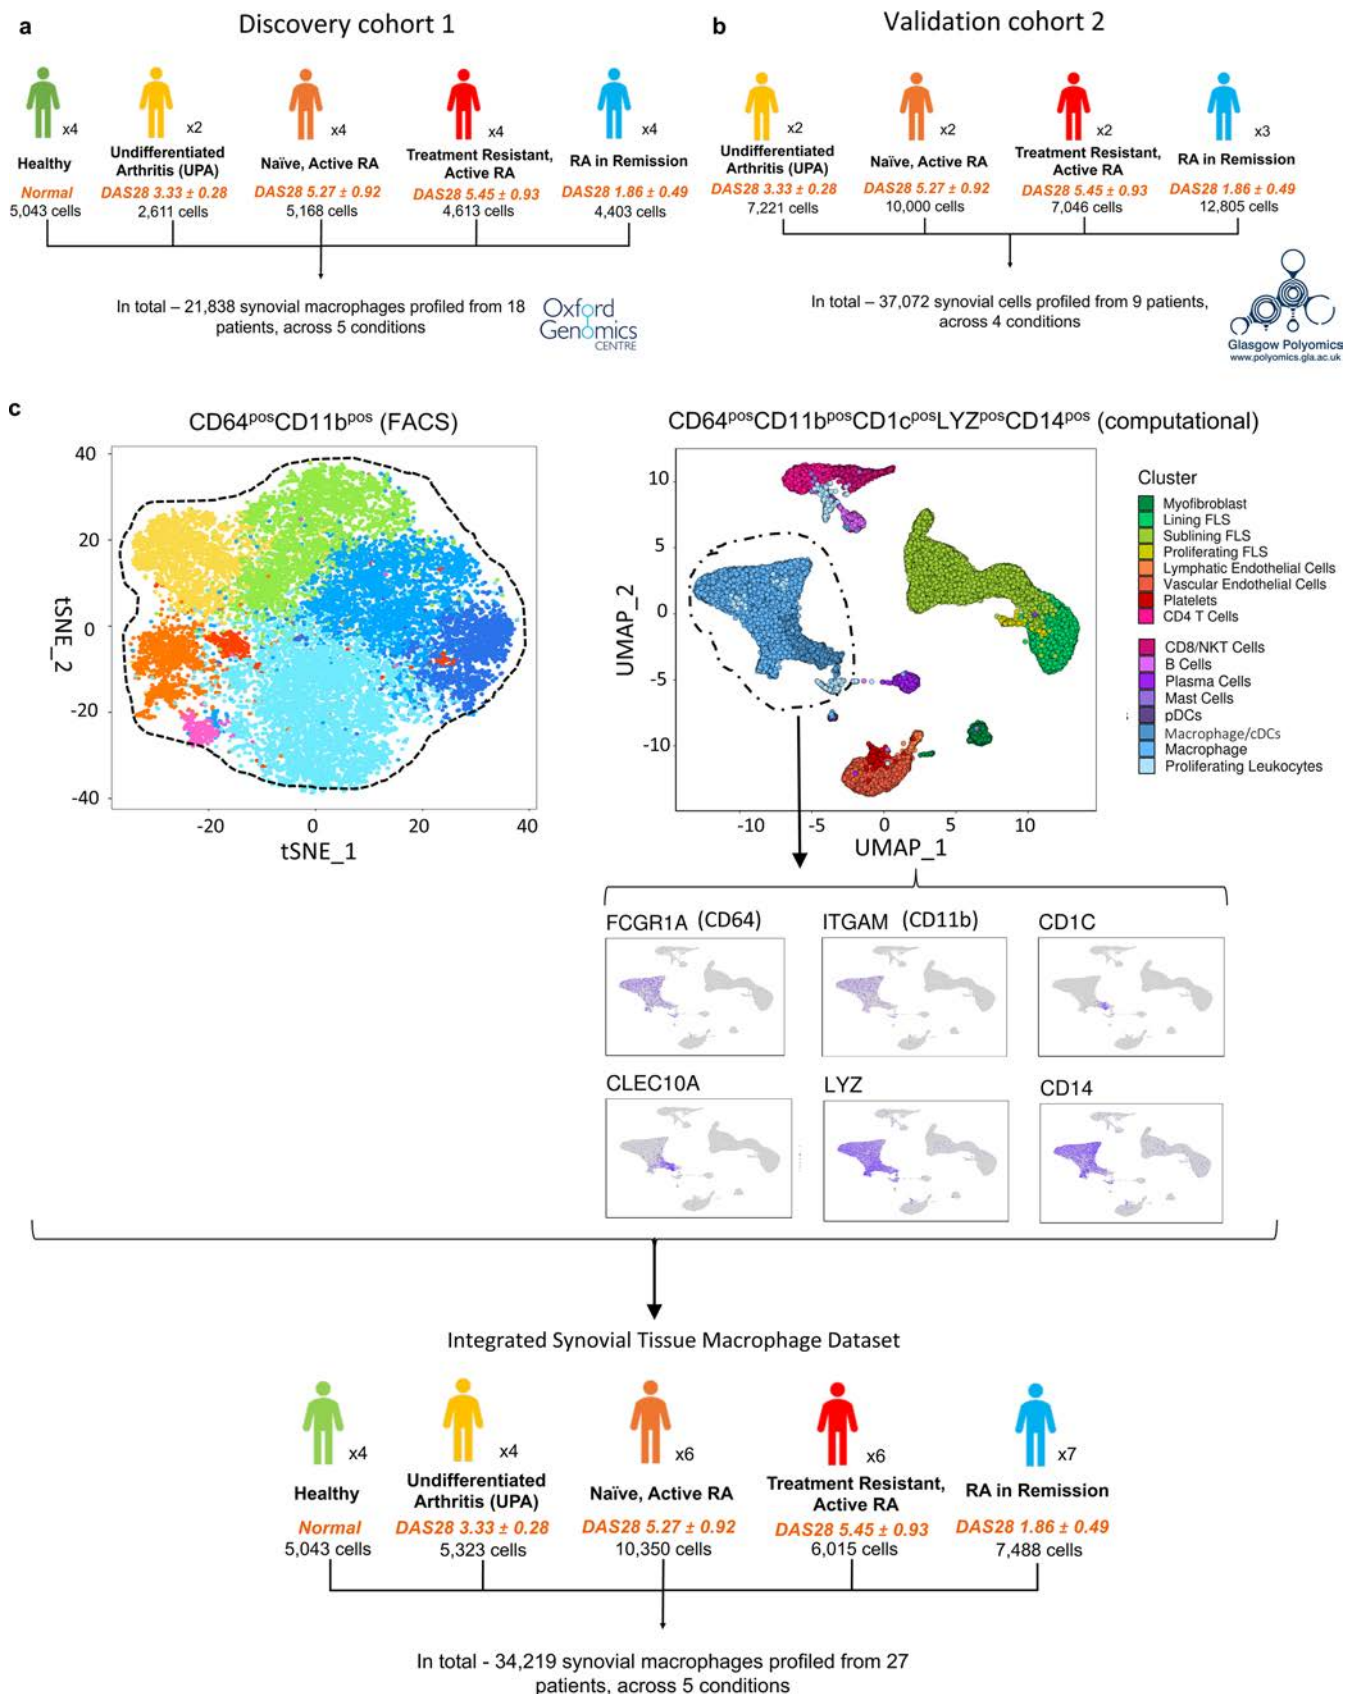 a
Discovery cohort 1
x4
x2
x4
x4
x4
Healthy
Undifferentiated
Arthritis (UPA)
Naïve, Active RA
Treatment Resistant,
Active RA
RA in Remission
Normal
DAS28 3.33 ± 0.28
DAS28 5.27 ± 0.92
DAS28 5.45 ± 0.93
DAS28 1.86 ± 0.49
5,043 cells
2,611 cells
5,168 cells
4,613 cells
4,403 cells
In total – 21,838 synovial macrophages profiled from 18
patients, across 5 conditions
Oxford
Genomics
CENTRE
b
Validation cohort 2
x2
x2
x2
x3
Undifferentiated
Arthritis (UPA)
Naïve, Active RA
Treatment Resistant,
Active RA
RA in Remission
DAS28 3.33 ± 0.28
DAS28 5.27 ± 0.92
DAS28 5.45 ± 0.93
DAS28 1.86 ± 0.49
7,221 cells
10,000 cells
7,046 cells
12,805 cells
In total – 37,072 synovial cells profiled from 9 patients,
across 4 conditions
Glasgow Polyomics
www.polyomics.gla.ac.uk
c
CD64posCD11bpos (FACS)
40
20
0
-20
-40
tSNE_2
-20
0
20
40
tSNE_1
CD64posCD11bposCD1cposLYZposCD14pos (computational)
10
5
0
-5
-10
UMAP_2
-10
-5
0
5
10
UMAP_1
Cluster
Myofibroblast
Lining FLS
Sublining FLS
Proliferating FLS
Lymphatic Endothelial Cells
Vascular Endothelial Cells
Platelets
CD4 T Cells
CD8/NKT Cells
B Cells
Plasma Cells
Mast Cells
pDCs
Macrophage/cDCs
Macrophage
Proliferating Leukocytes
FCGR1A (CD64)
ITGAM (CD11b)
CD1C
CLEC10A
LYZ
CD14
Integrated Synovial Tissue Macrophage Dataset
x4
x4
x6
x6
x7
Healthy
Undifferentiated
Arthritis (UPA)
Naïve, Active RA
Treatment Resistant,
Active RA
RA in Remission
Normal
DAS28 3.33 ± 0.28
DAS28 5.27 ± 0.92
DAS28 5.45 ± 0.93
DAS28 1.86 ± 0.49
5,043 cells
5,323 cells
10,350 cells
6,015 cells
7,488 cells
In total - 34,219 synovial macrophages profiled from 27
patients, across 5 conditions